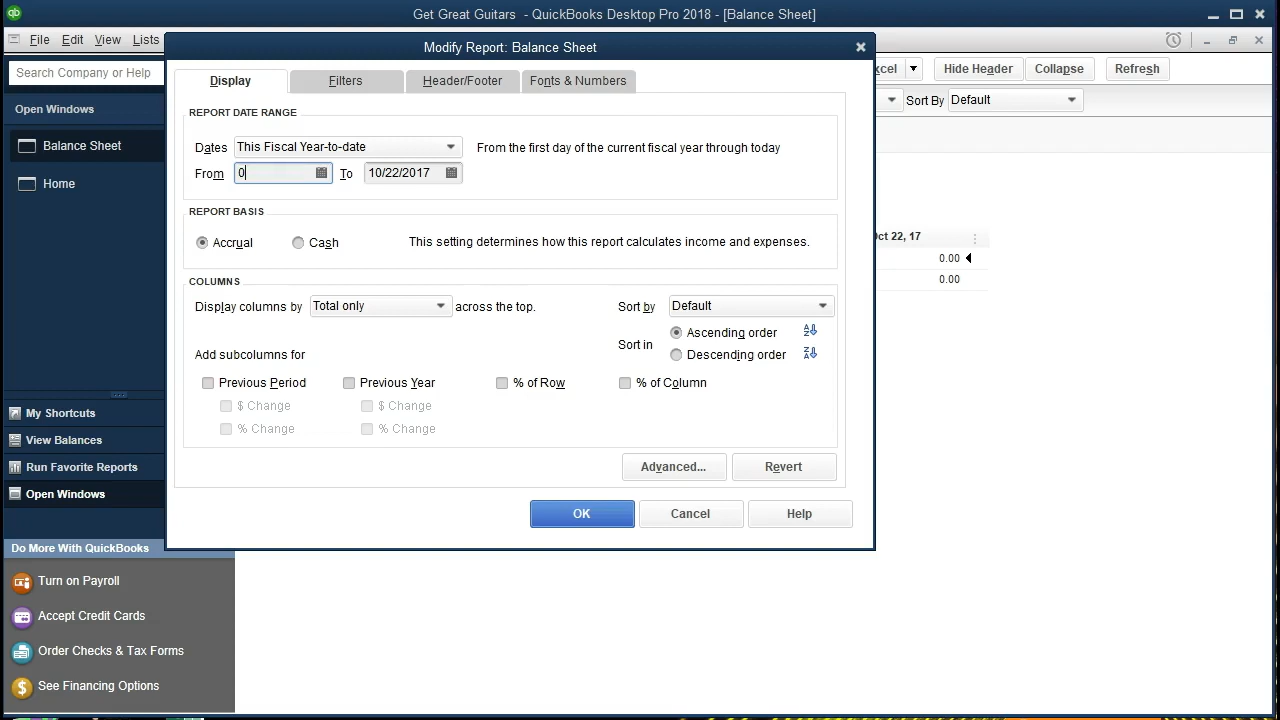 Get Great Guitars - QuickBooks Desktop Pro 2018 - [Balance Sheet]
File Edit View Lists
Modify Report: Balance Sheet
Search Company or Help
Display Filters Header/Footer Fonts & Numbers
Hide Header Collapse Refresh
Sort By Default
Open Windows
Balance Sheet
Home
REPORT DATE RANGE
Dates This Fiscal Year-to-date From the first day of the current fiscal year through today
From 0 To 10/22/2017
REPORT BASIS
Accrual Cash This setting determines how this report calculates income and expenses.
COLUMNS
Display columns by Total only across the top. Sort by Default
Sort in Ascending order
Descending order
Add subcolumns for
Previous Period Previous Year % of Row % of Column
$ Change $ Change
% Change % Change
Advanced... Revert
OK Cancel Help
22, 17
0.00
0.00
My Shortcuts
View Balances
Run Favorite Reports
Open Windows
Do More With QuickBooks
Turn on Payroll
Accept Credit Cards
Order Checks & Tax Forms
See Financing Options